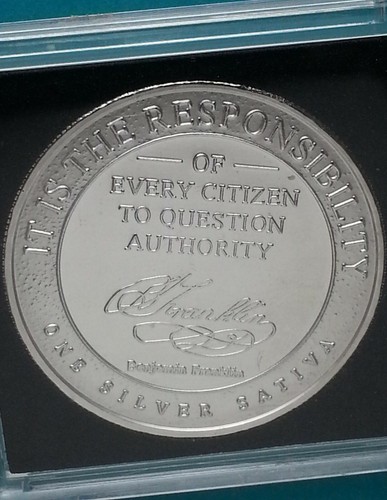 IT IS THE RESPONSIBILITY
OF
EVERY CITIZEN
TO QUESTION
AUTHORITY
B Franklin
Benjamin Franklin
ONE SILVER SATIVA